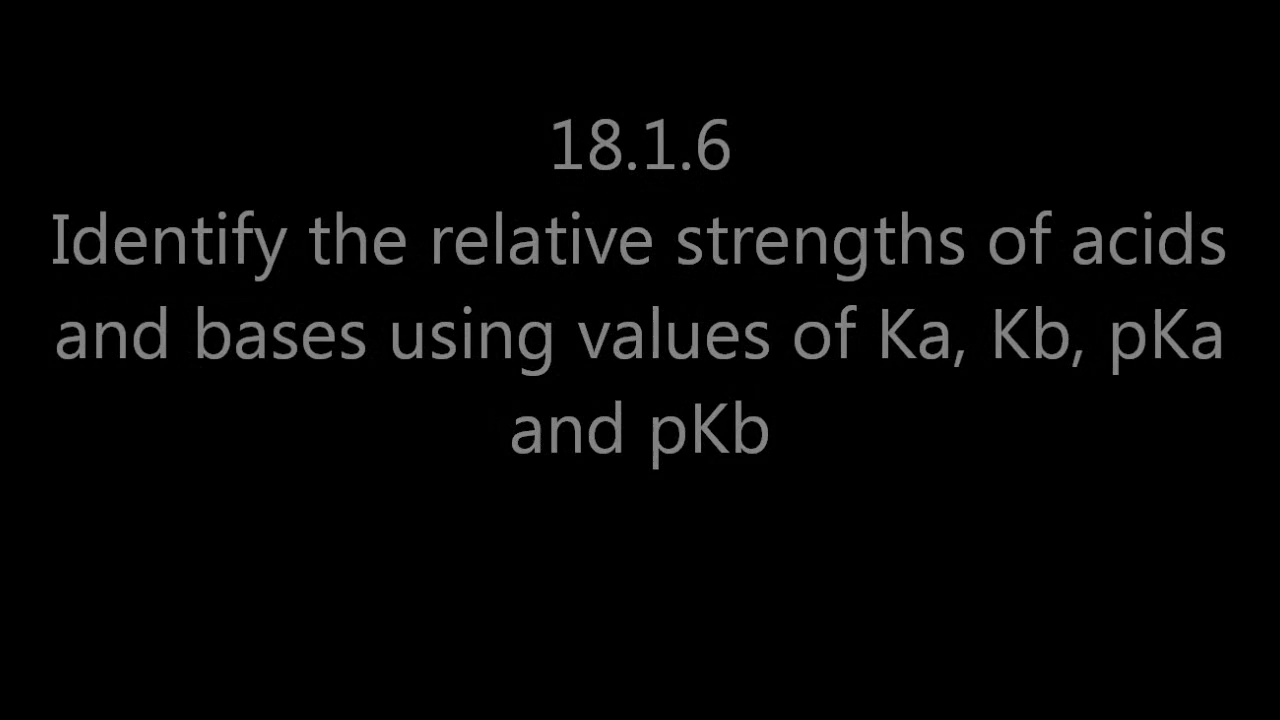 18.1.6
Identify the relative strengths of acids
and bases using values of Ka, Kb, pKa
and pKb